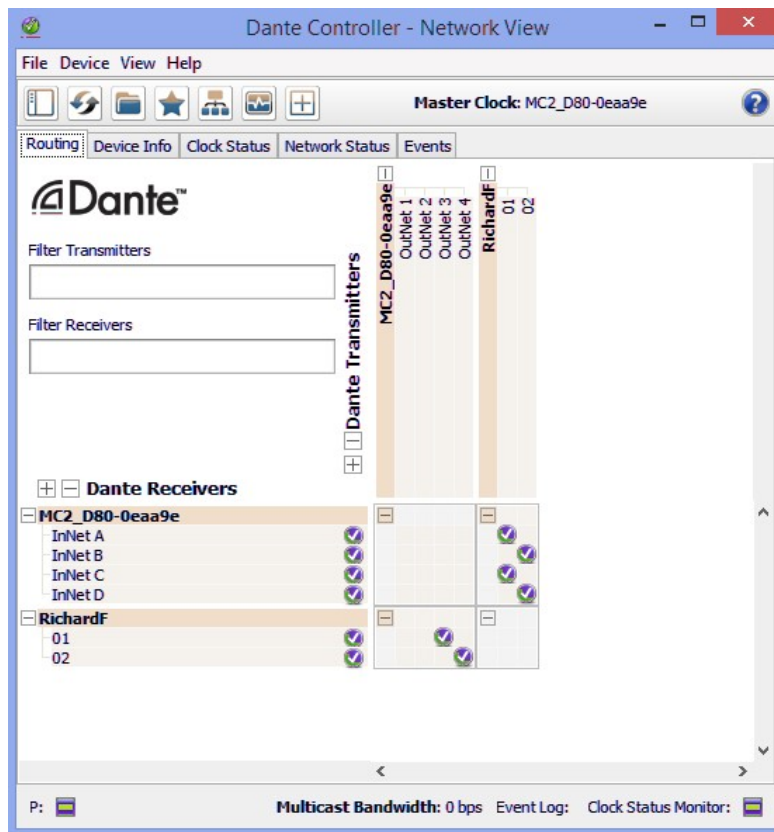 Dante Controller - Network View
File Device View Help
Master Clock: MC2_D80-0eaa9e
Routing Device Info Clock Status Network Status Events
Dante™
Filter Transmitters
Filter Receivers
Dante Transmitters
MC2_D80-0eaa9e
OutNet 1
OutNet 2
OutNet 3
OutNet 4
RichardF
01
02
Dante Receivers
MC2_D80-0eaa9e
InNet A
InNet B
InNet C
InNet D
RichardF
01
02
P: Multicast Bandwidth: 0 bps Event Log: Clock Status Monitor: